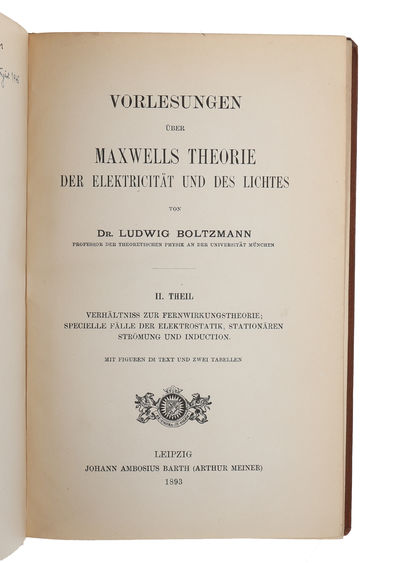 VORLESUNGEN
ÜBER
MAXWELLS THEORIE
DER ELEKTRICITÄT UND DES LICHTES
VON
DR. LUDWIG BOLTZMANN
PROFESSOR DER THEORETISCHEN PHYSIK AN DER UNIVERSITÄT MÜNCHEN
II. THEIL
VERHÄLTNISS ZUR FERNWIRKUNGSTHEORIE;
SPECIELLE FÄLLE DER ELEKTROSTATIK, STATIONÄREN
STRÖMUNG UND INDUCTION.
MIT FIGUREN IM TEXT UND ZWEI TABELLEN
LEIPZIG
JOHANN AMBROSIUS BARTH (ARTHUR MEINER)
1893